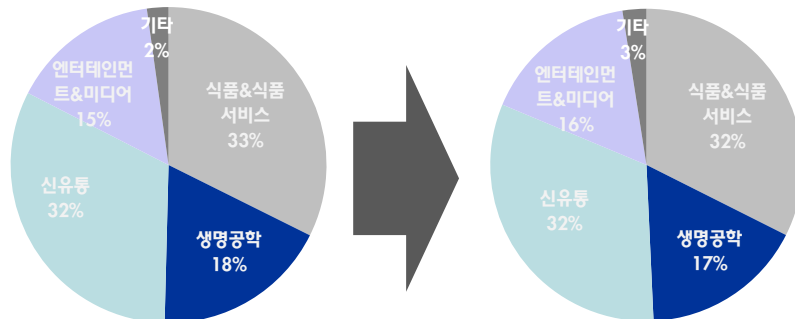 기타
2%
엔터테인먼
트&미디어
15%
식품&식품
서비스
33%
신유통
32%
생명공학
18%
기타
3%
엔터테인먼
트&미디어
16%
식품&식품
서비스
32%
신유통
32%
생명공학
17%